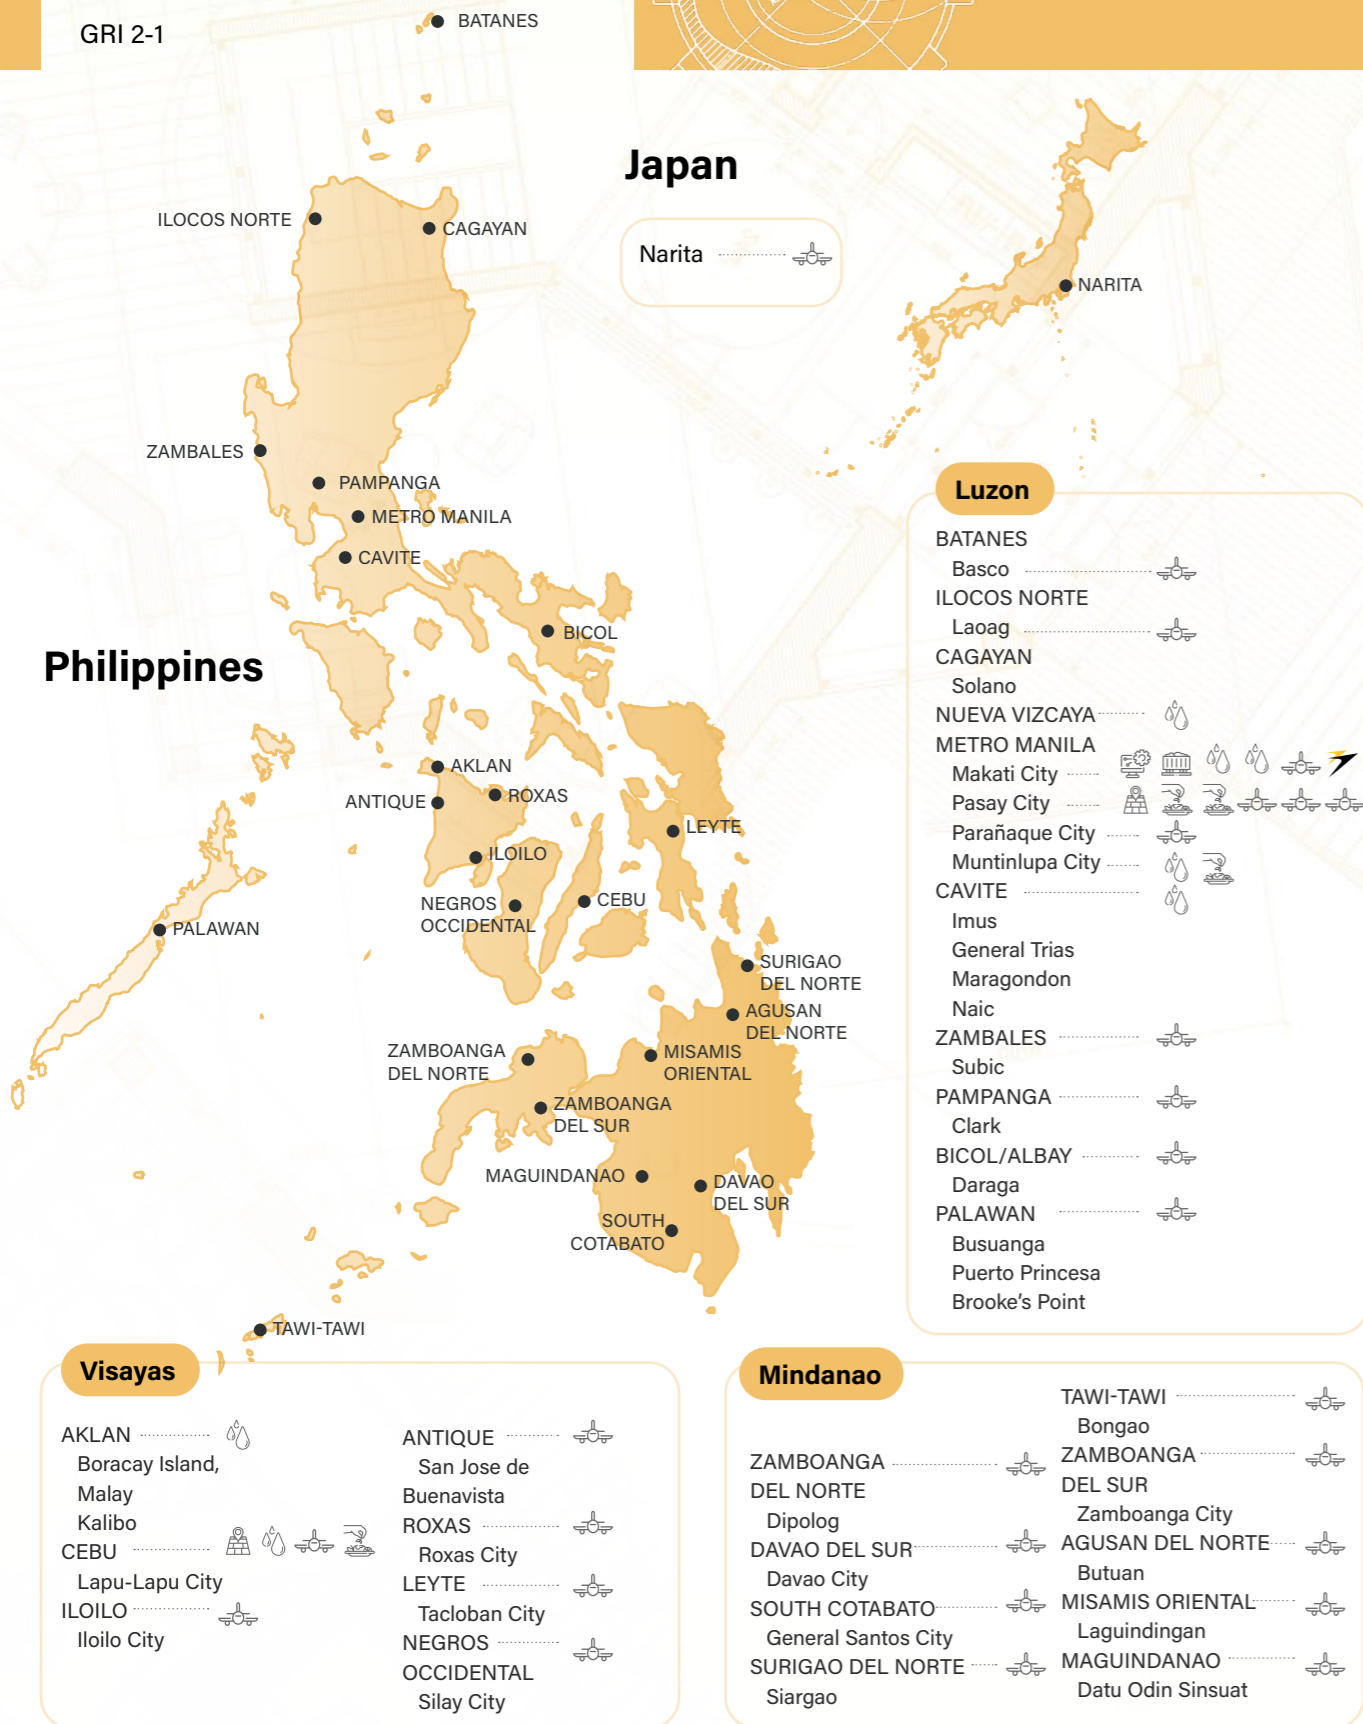 GRI 2-1
BATANES
Japan
ILOCOS NORTE
CAGAYAN
Narita
NARITA
ZAMBALES
PAMPANGA
METRO MANILA
CAVITE
BICOL
Philippines
AKLAN
ROXAS
ANTIQUE
LEYTE
ILOILO
NEGROS
OCCIDENTAL
CEBU
PALAWAN
SURIGAO
DEL NORTE
AGUSAN
DEL NORTE
ZAMBOANGA
DEL NORTE
MISAMIS
ORIENTAL
ZAMBOANGA
DEL SUR
MAGUINDANAO
DAVAO
DEL SUR
SOUTH
COTABATO
TAWI-TAWI
Luzon
BATANES
Basco
ILOCOS NORTE
Laoag
CAGAYAN
Solano
NUEVA VIZCAYA
METRO MANILA
Makati City
Pasay City
Parañaque City
Muntinlupa City
CAVITE
Imus
General Trias
Maragondon
Naic
ZAMBALES
Subic
PAMPANGA
Clark
BICOL/ALBAY
Daraga
PALAWAN
Busuanga
Puerto Princesa
Brooke's Point
Visayas
AKLAN
Boracay Island,
Malay
Kalibo
CEBU
Lapu-Lapu City
ILOILO
Iloilo City
ANTIQUE
San Jose de
Buenavista
ROXAS
Roxas City
LEYTE
Tacloban City
NEGROS
OCCIDENTAL
Silay City
Mindanao
ZAMBOANGA
DEL NORTE
Dipolog
DAVAO DEL SUR
Davao City
SOUTH COTABATO
General Santos City
SURIGAO DEL NORTE
Siargao
TAWI-TAWI
Bongao
ZAMBOANGA
DEL SUR
Zamboanga City
AGUSAN DEL NORTE
Butuan
MISAMIS ORIENTAL
Laguindingan
MAGUINDANAO
Datu Odin Sinsuat